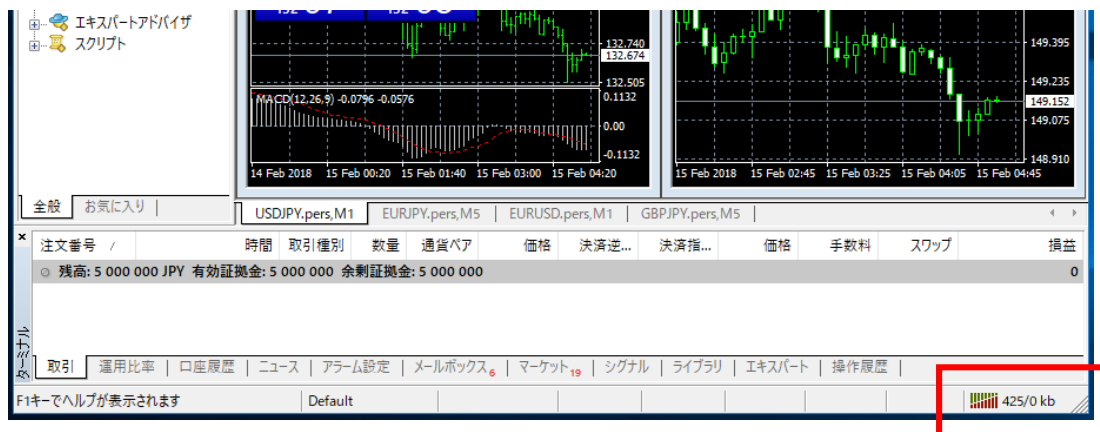 エキスパートアドバイザ
スクリプト
132.740
132.674
132.505
MACD(12,26,9) -0.0796 -0.0576
0.1132
0.00
-0.1132
14 Feb 2018 15 Feb 00:20 15 Feb 01:40 15 Feb 03:00 15 Feb 04:20
149.395
149.235
149.152
149.075
148.910
15 Feb 2018 15 Feb 02:45 15 Feb 03:25 15 Feb 04:05 15 Feb 04:45
全般 お気に入り
USDJPY.pers,M1 EURJPY.pers,M5 EURUSD.pers,M1 GBPJPY.pers,M5
注文番号 / 時間 取引種別 数量 通貨ペア 価格 決済逆... 決済指... 価格 手数料 スワップ 損益
残高: 5 000 000 JPY 有効証拠金: 5 000 000 余剰証拠金: 5 000 000 0
ターミナル
取引 運用比率 口座履歴 ニュース アラーム設定 メールボックス 6 マーケット 19 シグナル ライブラリ エキスパート 操作履歴
F1キーでヘルプが表示されます Default 425/0 kb